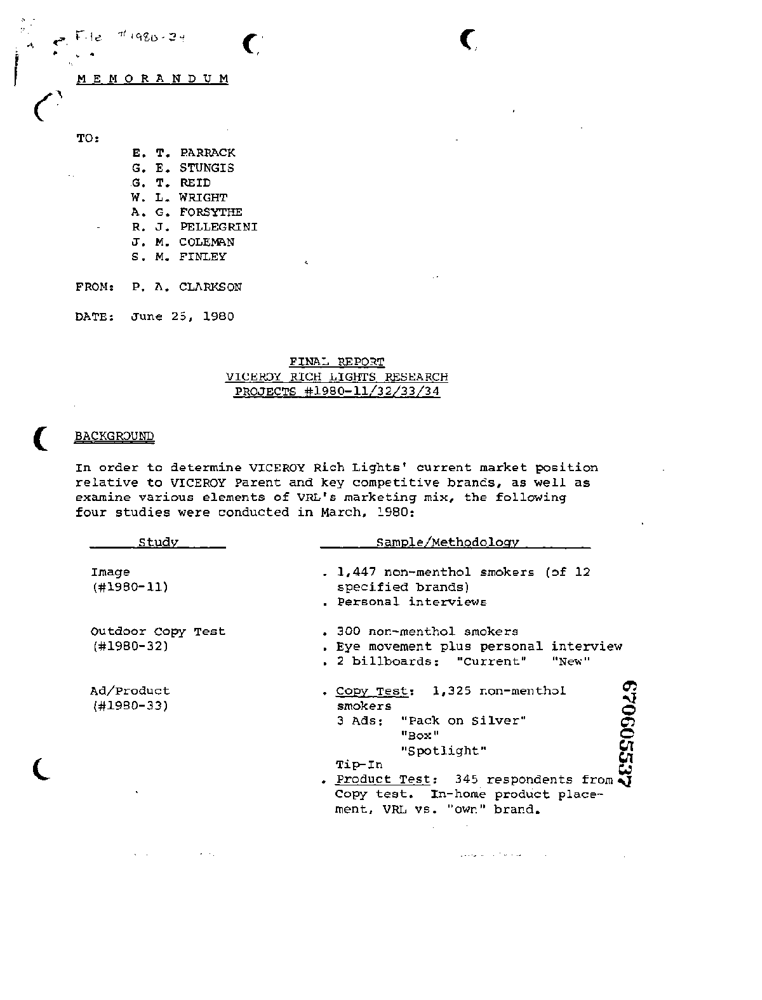 File #1980-34
MEMORANDUM
TO:
E. T. PARRACK
G. E. STUNGIS
G. T. REID
W. L. WRIGHT
A. G. FORSYTHE
R. J. PELLEGRINI
J. M. COLEMAN
S. M. FINLEY
FROM: P. A. CLARKSON
DATE: June 25, 1980
FINAL REPORT
VICEROY RICH LIGHTS RESEARCH
PROJECTS #1980-11/32/33/34
BACKGROUND
In order to determine VICEROY Rich Lights' current market position
relative to VICEROY Parent and key competitive brands, as well as
examine various elements of VRL's marketing mix, the following
four studies were conducted in March, 1980:
Study Sample/Methodology
Image . 1,447 non-menthol smokers (of 12
(#1980-11) specified brands)
. Personal interviews
Outdoor Copy Test . 300 non-menthol smokers
(#1980-32) . Eye movement plus personal interview
. 2 billboards: "Current" "New"
Ad/Product . Copy Test: 1,325 non-menthol
(#1980-33) smokers
3 Ads: "Pack on Silver"
"Box"
"Spotlight"
Tip-In
. Product Test: 345 respondents from
Copy test. In-home product place-
ment, VRL vs. "own" brand.
670605537